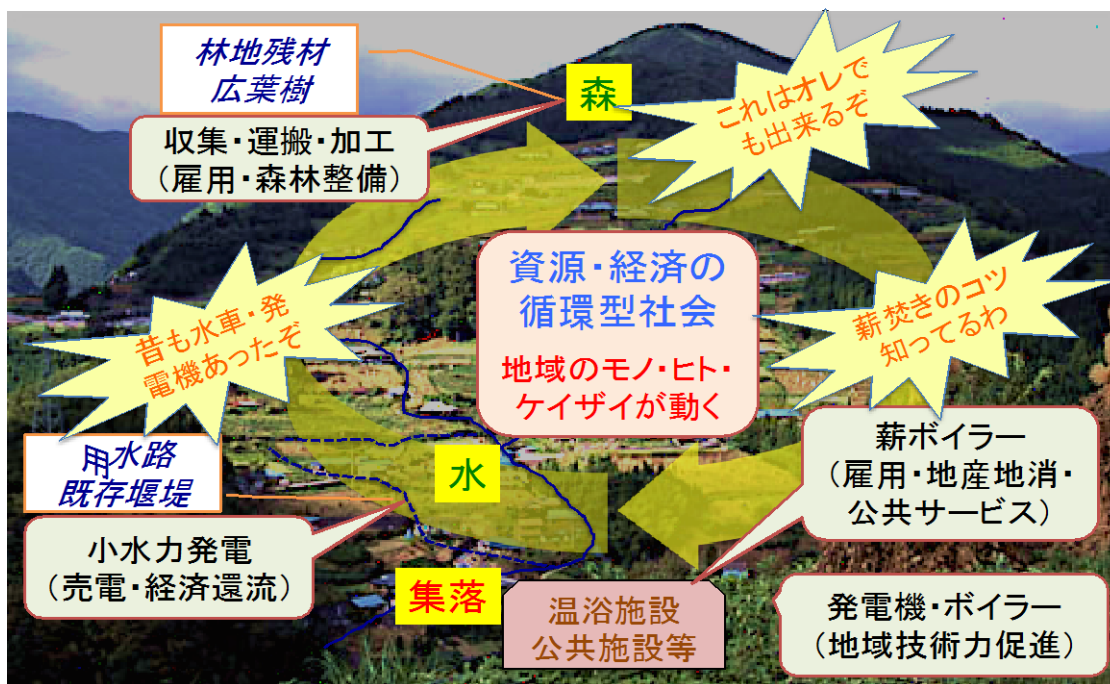 林地残材
広葉樹
森
これはオレで
も出来るぞ
収集・運搬・加工
（雇用・森林整備）
資源・経済の
循環型社会
地域のモノ・ヒト・
ケイザイが動く
昔も水車・発
電機あったぞ
薪焚きのコツ
知ってるわ
用水路
既存堰堤
水
薪ボイラー
（雇用・地産地消・
公共サービス）
小水力発電
（売電・経済還流）
集落
温浴施設
公共施設等
発電機・ボイラー
（地域技術力促進）